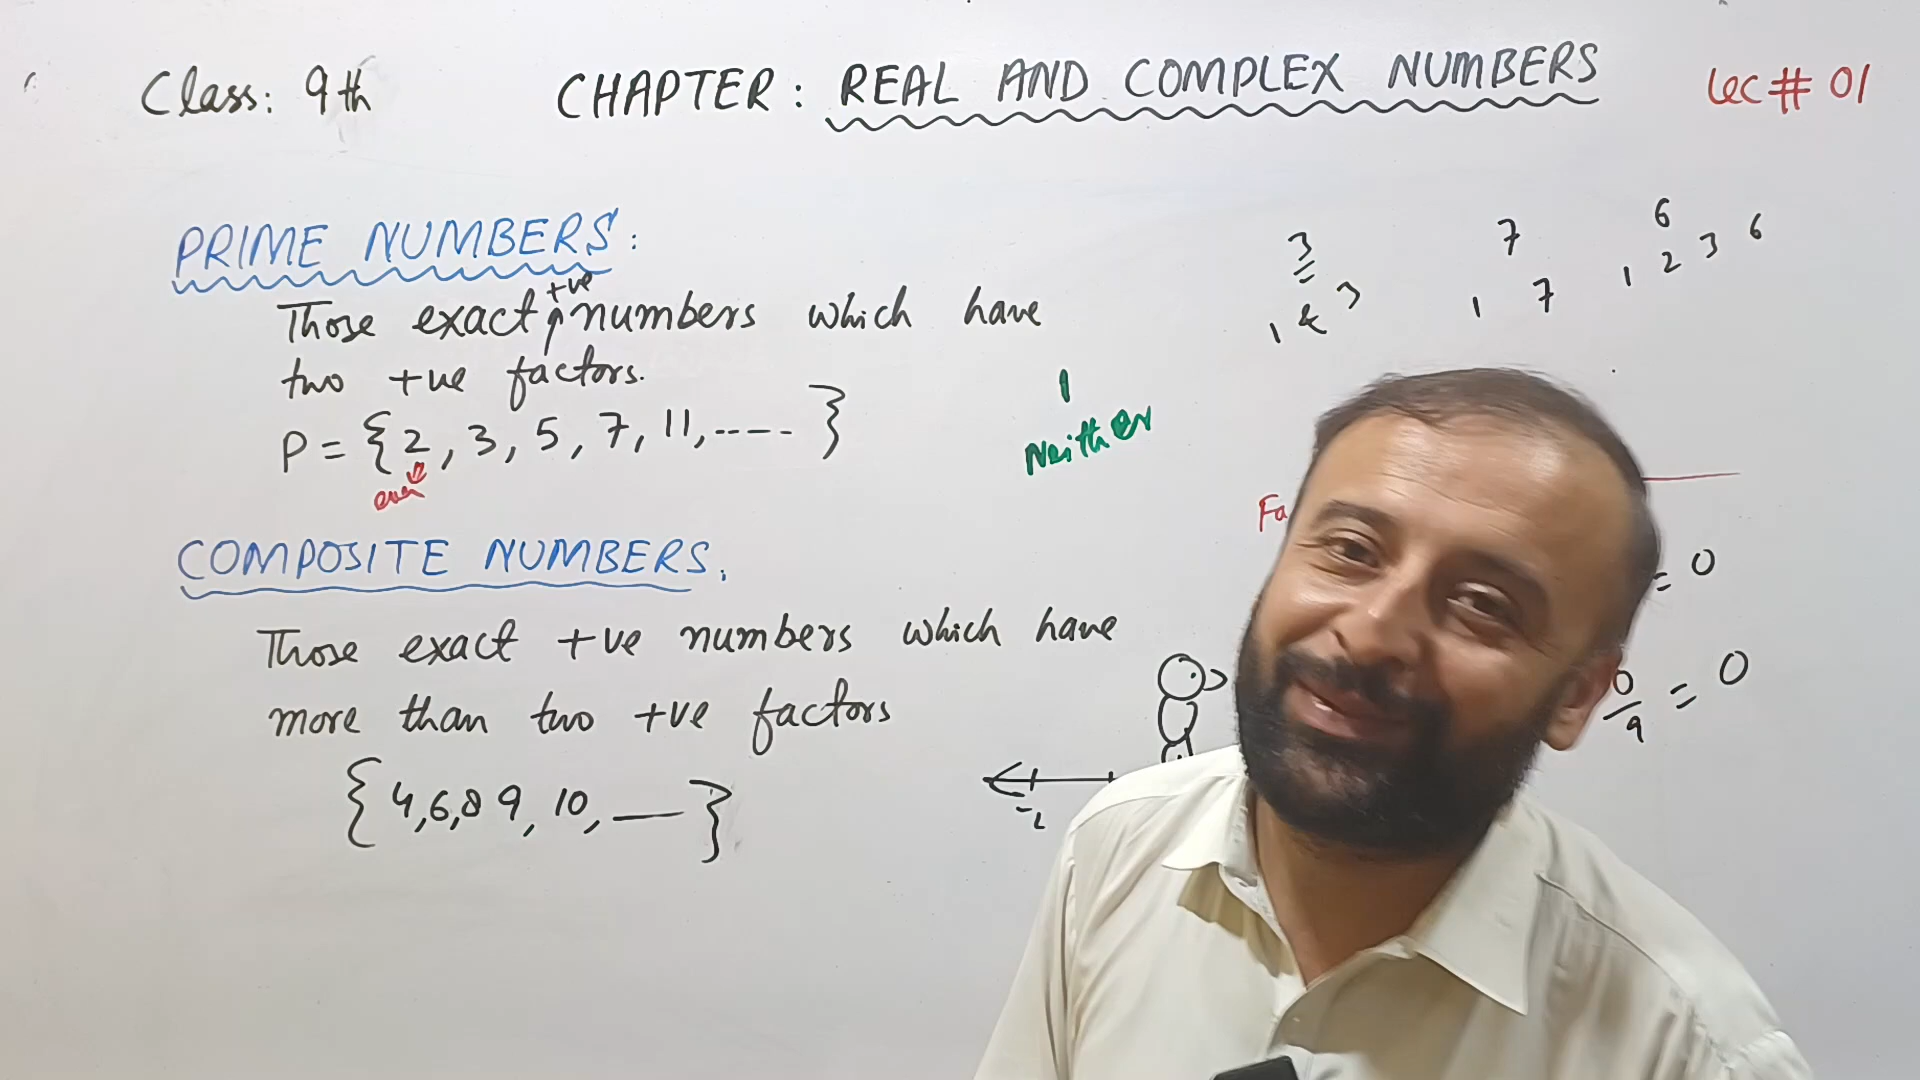 Class: 9th
CHAPTER: REAL AND COMPLEX NUMBERS
Lec # 01
PRIME NUMBERS:
+ve
Those exact numbers which have
two +ve factors.
P = {2, 3, 5, 7, 11, ----- }
even
COMPOSITE NUMBERS.
Those exact +ve numbers which have
more than two +ve factors
{4,6,8 9, 10, — }
1
Neither
3
1 & 3
7
1 7
6
1 2 3 6
Fa
= 0
0/9 = 0